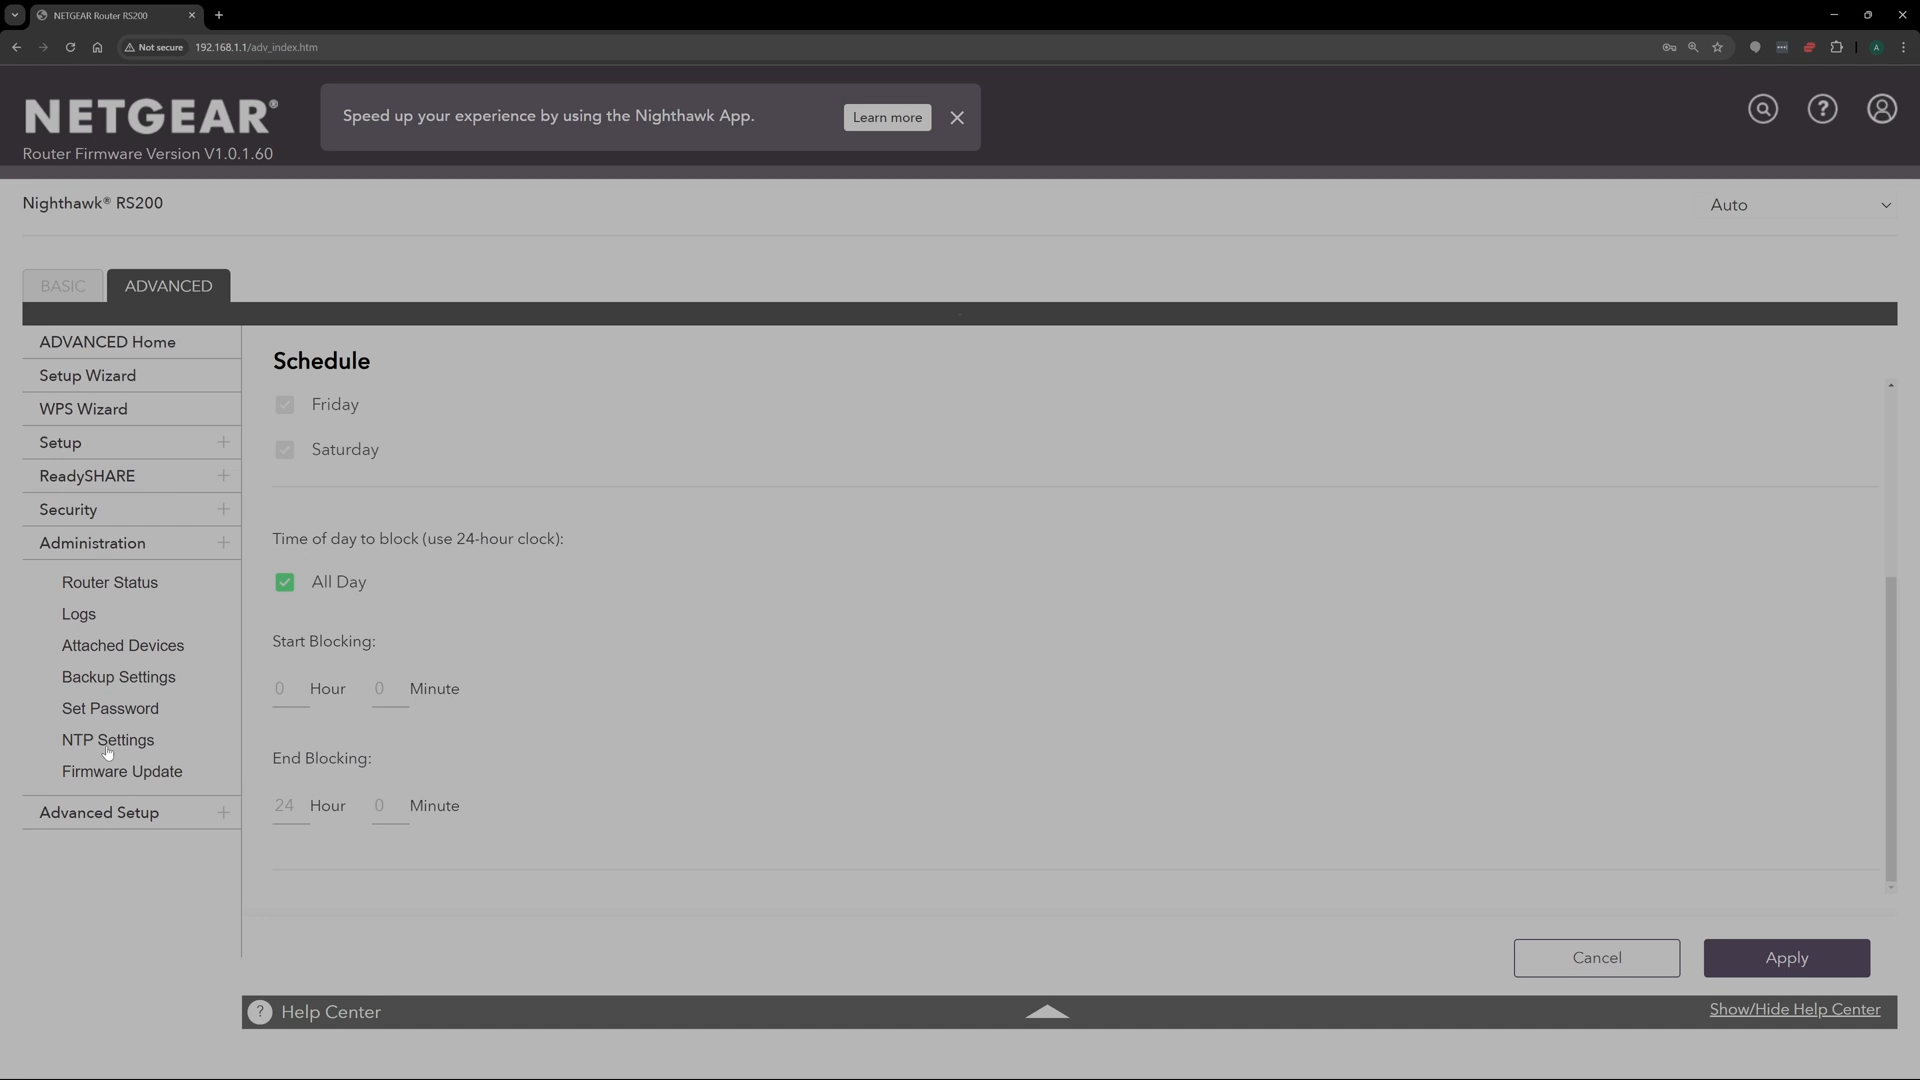 NETGEAR Router RS200
Not secure 192.168.1.1/adv_index.htm
A
NETGEAR®
Router Firmware Version V1.0.1.60
Speed up your experience by using the Nighthawk App.
Learn more
Nighthawk® RS200
Auto
BASIC
ADVANCED
ADVANCED Home
Setup Wizard
WPS Wizard
Setup
ReadySHARE
Security
Administration
Router Status
Logs
Attached Devices
Backup Settings
Set Password
NTP Settings
Firmware Update
Advanced Setup
Schedule
Friday
Saturday
Time of day to block (use 24-hour clock):
All Day
Start Blocking:
0 Hour 0 Minute
End Blocking:
24 Hour 0 Minute
Cancel
Apply
? Help Center
Show/Hide Help Center